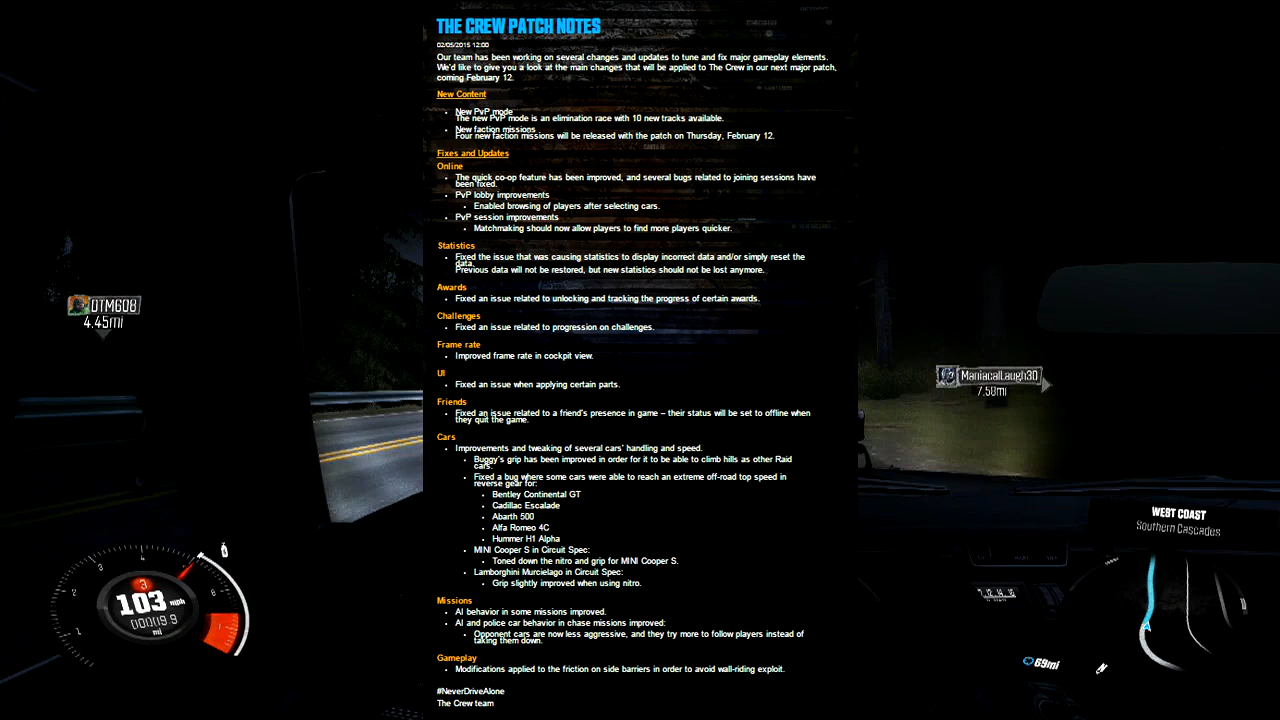 THE CREW PATCH NOTES
02/05/2015 12:00
Our team has been working on several changes and updates to tune and fix major gameplay elements.
We'd like to give you a look at the main changes that will be applied to The Crew in our next major patch,
coming February 12.
New Content
• New PvP mode
The new PvP mode is an elimination race with 10 new tracks available.
• New faction missions
Four new faction missions will be released with the patch on Thursday, February 12.
Fixes and Updates
Online
• The quick co-op feature has been improved, and several bugs related to joining sessions have
been fixed.
• PvP lobby improvements
• Enabled browsing of players after selecting cars.
• PvP session improvements
• Matchmaking should now allow players to find more players quicker.
Statistics
• Fixed the issue that was causing statistics to display incorrect data and/or simply reset the
data.
Previous data will not be restored, but new statistics should not be lost anymore.
Awards
• Fixed an issue related to unlocking and tracking the progress of certain awards.
Challenges
• Fixed an issue related to progression on challenges.
Frame rate
• Improved frame rate in cockpit view.
UI
• Fixed an issue when applying certain parts.
Friends
• Fixed an issue related to a friend's presence in game – their status will be set to offline when
they quit the game.
Cars
• Improvements and tweaking of several cars' handling and speed.
• Buggy's grip has been improved in order for it to be able to climb hills as other Raid
cars.
• Fixed a bug where some cars were able to reach an extreme off-road top speed in
reverse gear for:
• Bentley Continental GT
• Cadillac Escalade
• Abarth 500
• Alfa Romeo 4C
• Hummer H1 Alpha
• MINI Cooper S in Circuit Spec:
• Toned down the nitro and grip for MINI Cooper S.
• Lamborghini Murcielago in Circuit Spec:
• Grip slightly improved when using nitro.
Missions
• AI behavior in some missions improved.
• AI and police car behavior in chase missions improved:
• Opponent cars are now less aggressive, and they try more to follow players instead of
taking them down.
Gameplay
• Modifications applied to the friction on side barriers in order to avoid wall-riding exploit.
#NeverDriveAlone
The Crew team
DTMG08
4.45mi
ManiacalLaugh30
7.50mi
WEST COAST
Southern Cascades
69mi
1
2
3
4
6
3
103 mph
00019.9
mi